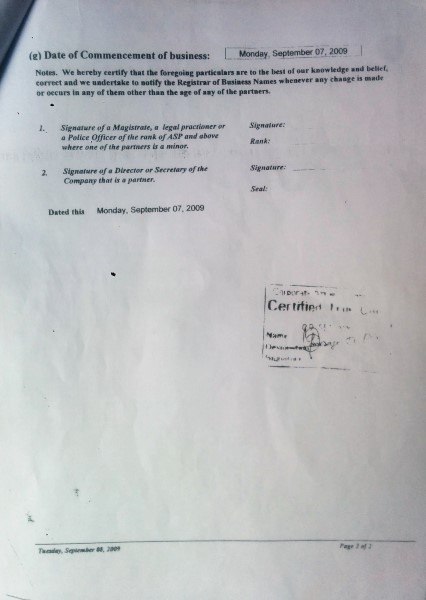 (g) Date of Commencement of business: Monday, September 07, 2009
Notes. We hereby certify that the foregoing particulars are to the best of our knowledge and belief,
correct and we undertake to notify the Registrar of Business Names whenever any change is made
or occurs in any of them other than the age of any of the partners.
1. Signature of a Magistrate, a legal practioner or
a Police Officer of the rank of ASP and above
where one of the partners is a minor.
Signature:
Rank:
2. Signature of a Director or Secretary of the
Company that is a partner.
Signature:
Seal:
Dated this Monday, September 07, 2009
Certified
Name
Tuesday, September 08, 2009
Page 2 of 2